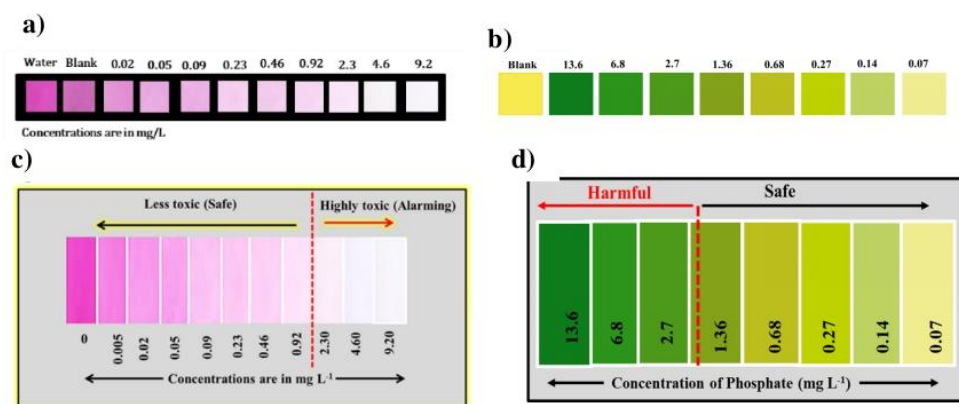 a)
Water Blank 0.02 0.05 0.09 0.23 0.46 0.92 2.3 4.6 9.2
Concentrations are in mg/L
b)
Blank 13.6 6.8 2.7 1.36 0.68 0.27 0.14 0.07
c)
Less toxic (Safe)
Highly toxic (Alarming)
0 0.005 0.02 0.05 0.09 0.23 0.46 0.92 2.30 4.60 9.20
Concentrations are in mg L-1
d)
Harmful Safe
13.6 6.8 2.7 1.36 0.68 0.27 0.14 0.07
Concentration of Phosphate (mg L-1)